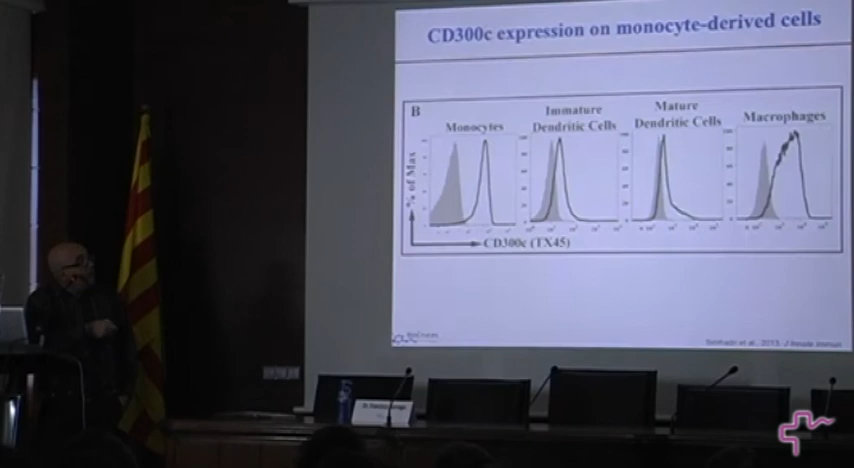 CD300c expression on monocyte-derived cells
B
Monocytes
Immature
Dendritic Cells
Mature
Dendritic Cells
Macrophages
% of Max
CD300c (TX45)